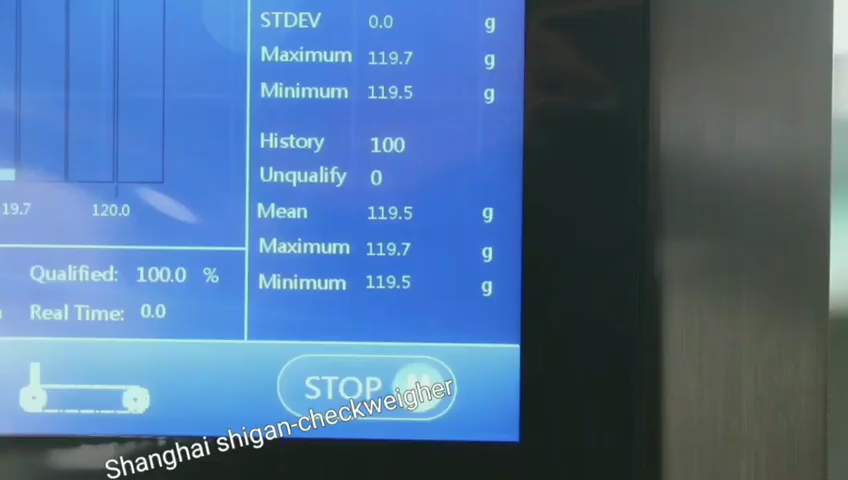 STDEV 0.0 g
Maximum 119.7 g
Minimum 119.5 g
History 100
Unqualify 0
Mean 119.5 g
Maximum 119.7 g
Minimum 119.5 g
19.7 120.0
Qualified: 100.0 %
Real Time: 0.0
STOP
Shanghai shigan-checkweigher